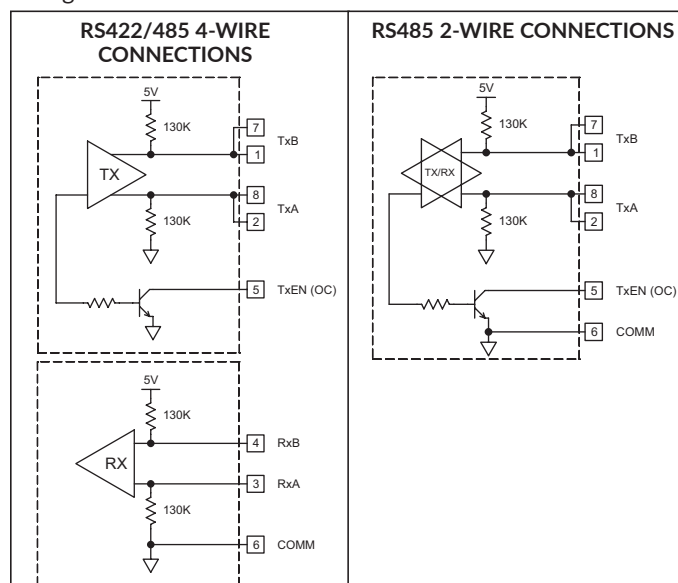 RS422/485 4-WIRE
CONNECTIONS
5V
130K
7
TxB
1
TX
8
TxA
130K
2
5
TxEN (OC)
5V
130K
4
RxB
RX
3
RxA
130K
6
COMM
RS485 2-WIRE CONNECTIONS
5V
130K
7
TxB
1
TX/RX
8
TxA
130K
2
5
TxEN (OC)
6
COMM